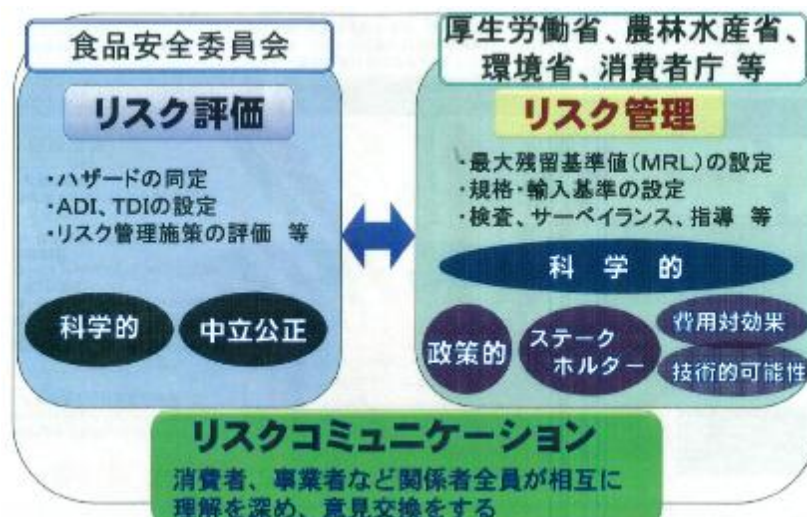 食品安全委員会
リスク評価
・ハザードの同定
・ADI、TDIの設定
・リスク管理施策の評価 等
科学的
中立公正
厚生労働省、農林水産省、
環境省、消費者庁 等
リスク管理
・最大残留基準値(MRL)の設定
・規格・輸入基準の設定
・検査、サーベイランス、指導 等
科 学 的
政策的
ステーク
ホルダー
費用対効果
技術的可能性
リスクコミュニケーション
消費者、事業者など関係者全員が相互に
理解を深め、意見交換をする